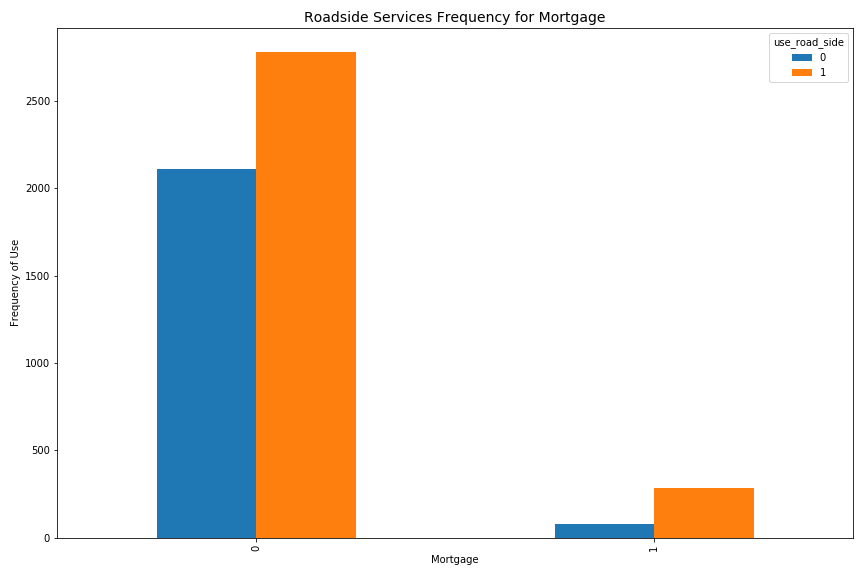 Roadside Services Frequency for Mortgage
use_road_side
0
1
2500
2000
1500
1000
500
0
Frequency of Use
0
1
Mortgage